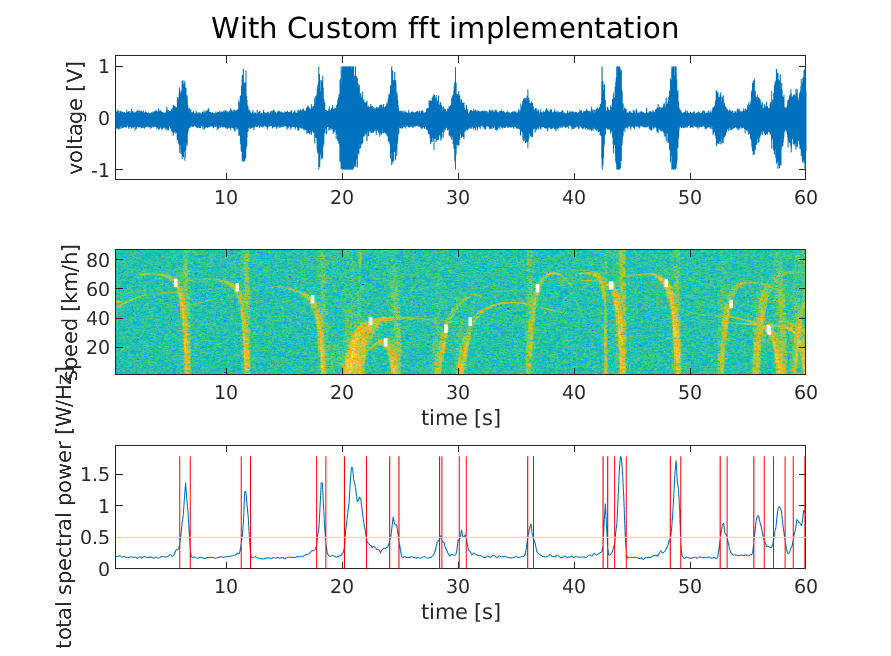 With Custom fft implementation
voltage [V]
1
0
-1
10 20 30 40 50 60
speed [km/h]
80
60
40
20
10 20 30 40 50 60
time [s]
total spectral power [W/Hz]
1.5
1
0.5
0
10 20 30 40 50 60
time [s]